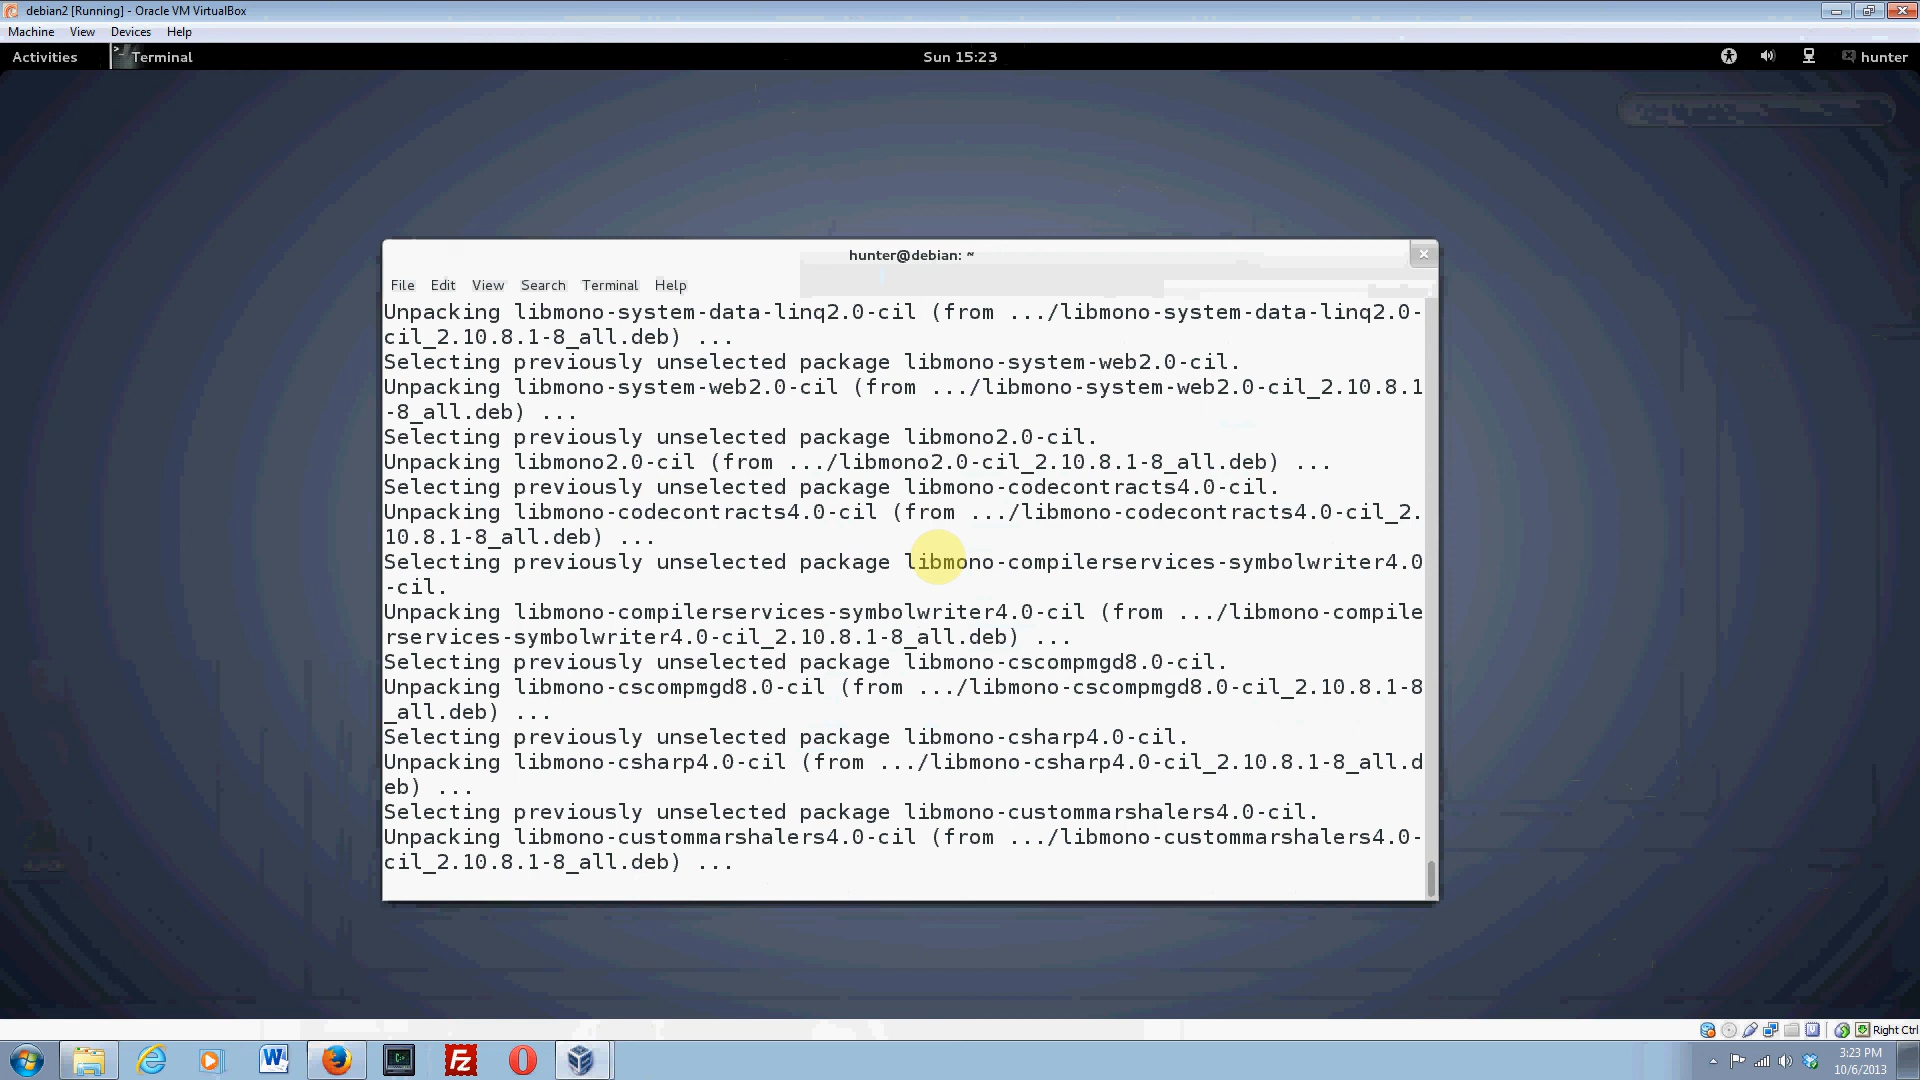 debian2 [Running] - Oracle VM VirtualBox
Machine View Devices Help
Activities Terminal Sun 15:23 hunter
hunter@debian: ~
File Edit View Search Terminal Help
Unpacking libmono-system-data-linq2.0-cil (from .../libmono-system-data-linq2.0-
cil_2.10.8.1-8_all.deb) ...
Selecting previously unselected package libmono-system-web2.0-cil.
Unpacking libmono-system-web2.0-cil (from .../libmono-system-web2.0-cil_2.10.8.1
-8_all.deb) ...
Selecting previously unselected package libmono2.0-cil.
Unpacking libmono2.0-cil (from .../libmono2.0-cil_2.10.8.1-8_all.deb) ...
Selecting previously unselected package libmono-codecontracts4.0-cil.
Unpacking libmono-codecontracts4.0-cil (from .../libmono-codecontracts4.0-cil_2.
10.8.1-8_all.deb) ...
Selecting previously unselected package libmono-compilerservices-symbolwriter4.0
-cil.
Unpacking libmono-compilerservices-symbolwriter4.0-cil (from .../libmono-compile
rservices-symbolwriter4.0-cil_2.10.8.1-8_all.deb) ...
Selecting previously unselected package libmono-cscompmgd8.0-cil.
Unpacking libmono-cscompmgd8.0-cil (from .../libmono-cscompmgd8.0-cil_2.10.8.1-8
_all.deb) ...
Selecting previously unselected package libmono-csharp4.0-cil.
Unpacking libmono-csharp4.0-cil (from .../libmono-csharp4.0-cil_2.10.8.1-8_all.d
eb) ...
Selecting previously unselected package libmono-custommarshalers4.0-cil.
Unpacking libmono-custommarshalers4.0-cil (from .../libmono-custommarshalers4.0-
cil_2.10.8.1-8_all.deb) ...
Right Ctrl
3:23 PM
10/6/2013